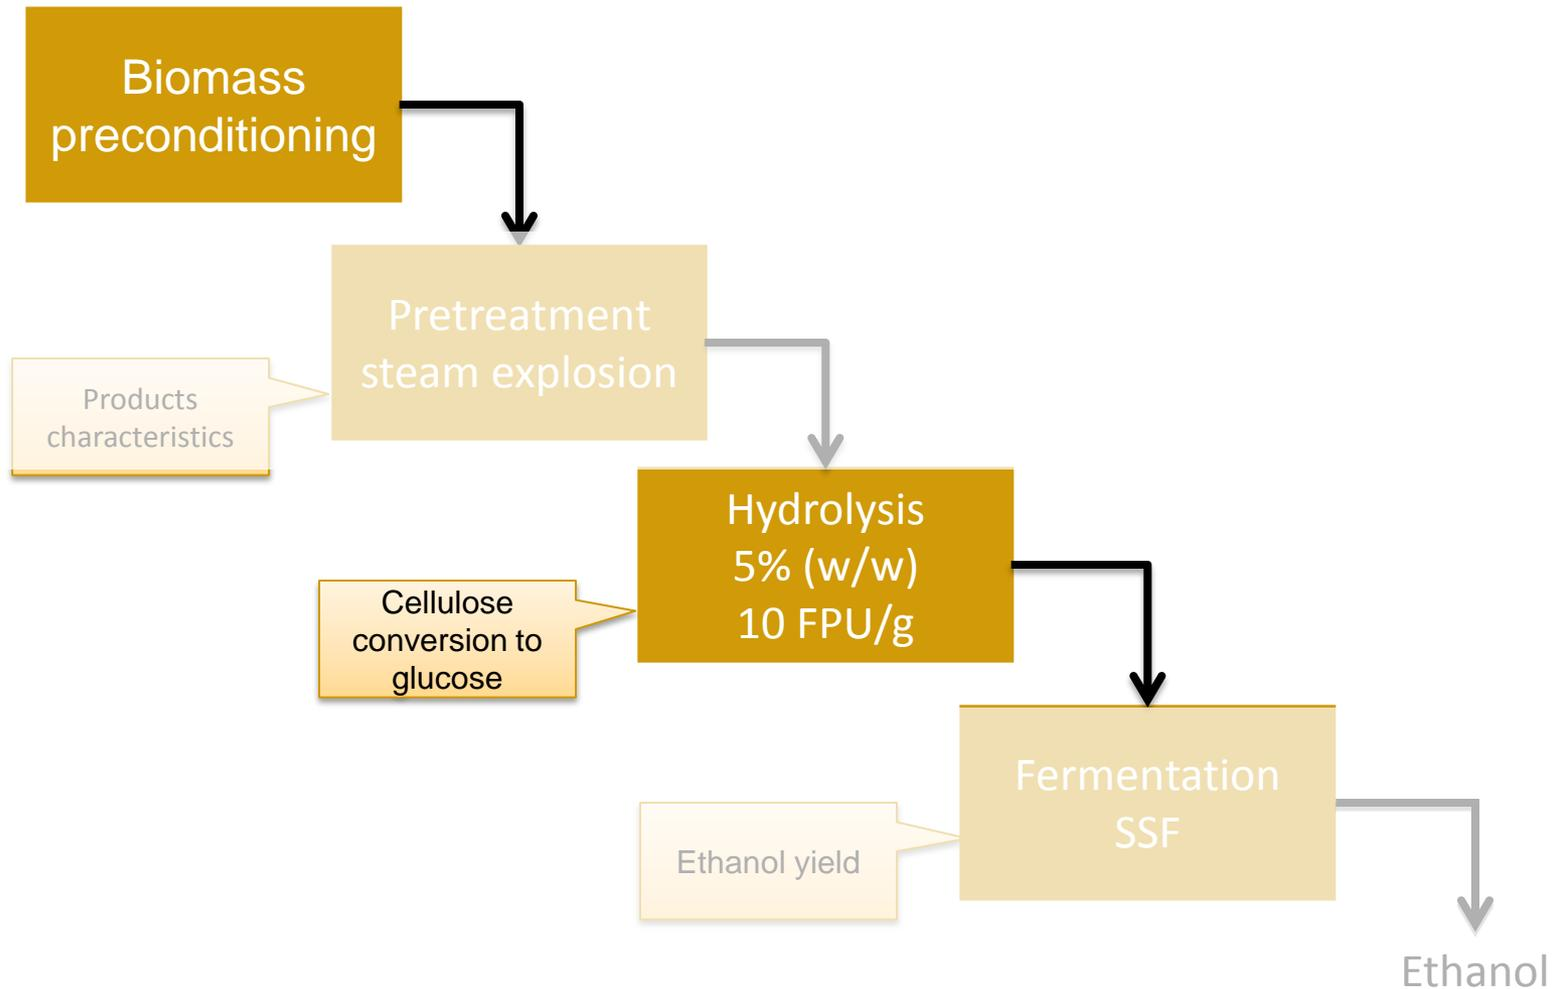 Biomass
preconditioning
Pretreatment
steam explosion
Products
characteristics
Hydrolysis
5% (w/w)
10 FPU/g
Cellulose
conversion to
glucose
Fermentation
SSF
Ethanol yield
Ethanol